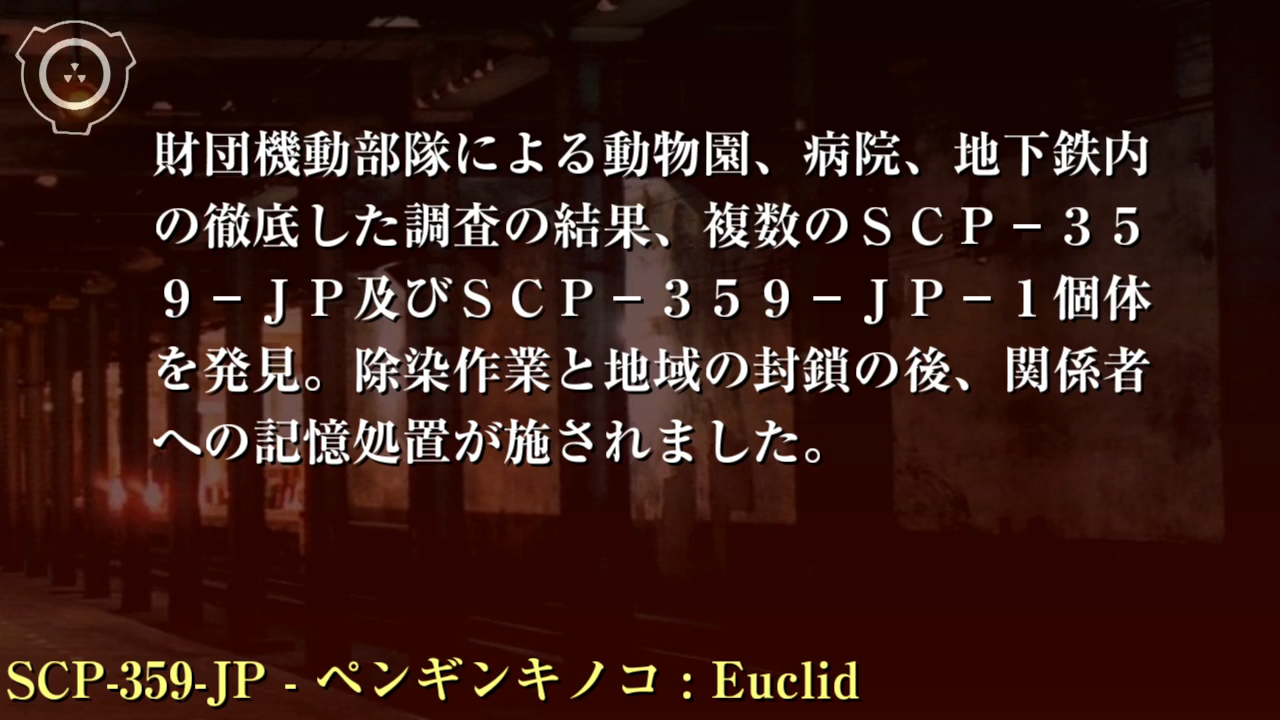 財団機動部隊による動物園、病院、地下鉄内
の徹底した調査の結果、複数のＳＣＰ－３５
９－ＪＰ及びＳＣＰ－３５９－ＪＰ－１個体
を発見。除染作業と地域の封鎖の後、関係者
への記憶処置が施されました。
SCP-359-JP - ペンギンキノコ : Euclid